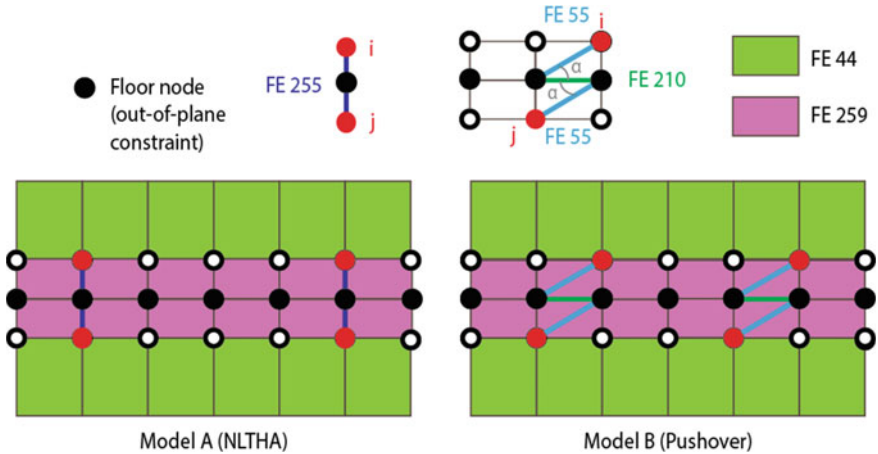 FE 55
i
Floor node
(out-of-plane
constraint)
FE 255
i
j
α
α
FE 210
j
FE 55
FE 44
FE 259
Model A (NLTHA)
Model B (Pushover)